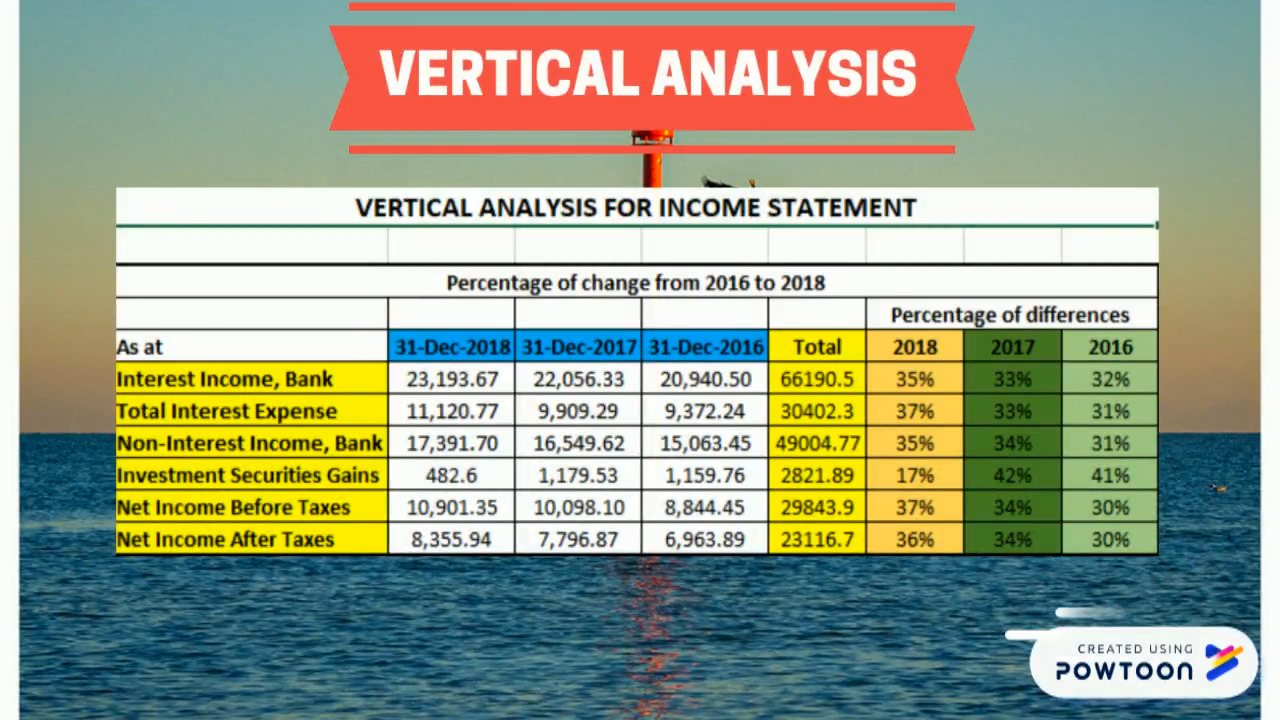 VERTICAL ANALYSIS
VERTICAL ANALYSIS FOR INCOME STATEMENT
Percentage of change from 2016 to 2018
Percentage of differences
As at 31-Dec-2018 31-Dec-2017 31-Dec-2016 Total 2018 2017 2016
Interest Income, Bank 23,193.67 22,056.33 20,940.50 66190.5 35% 33% 32%
Total Interest Expense 11,120.77 9,909.29 9,372.24 30402.3 37% 33% 31%
Non-Interest Income, Bank 17,391.70 16,549.62 15,063.45 49004.77 35% 34% 31%
Investment Securities Gains 482.6 1,179.53 1,159.76 2821.89 17% 42% 41%
Net Income Before Taxes 10,901.35 10,098.10 8,844.45 29843.9 37% 34% 30%
Net Income After Taxes 8,355.94 7,796.87 6,963.89 23116.7 36% 34% 30%
CREATED USING
POWTOON